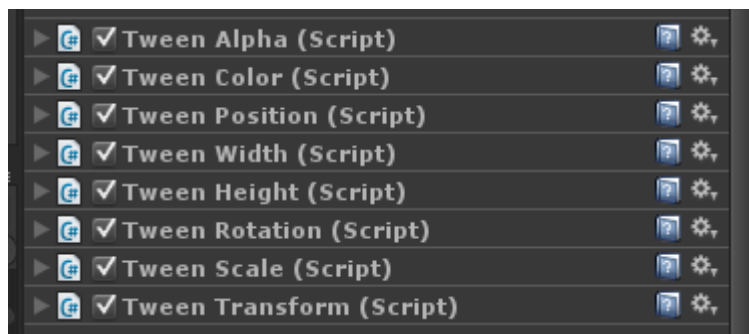 Tween Alpha (Script)
Tween Color (Script)
Tween Position (Script)
Tween Width (Script)
Tween Height (Script)
Tween Rotation (Script)
Tween Scale (Script)
Tween Transform (Script)